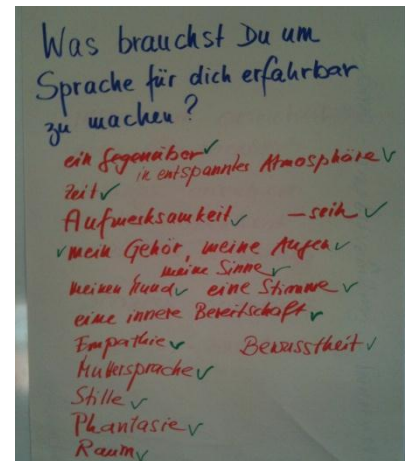 Was brauchst Du um
Sprache für dich erfahrbar
zu machen?
ein Gegenüber ✓
in entspannter Atmosphäre ✓
Zeit ✓
Aufmerksamkeit ✓ – sein ✓
✓ mein Gehör, meine Augen ✓
meine Sinne ✓
meinen Mund ✓ eine Stimme ✓
eine innere Bereitschaft ✓
Empathie ✓ Bewusstheit ✓
Muttersprache ✓
Stille ✓
Phantasie ✓
Raum ✓